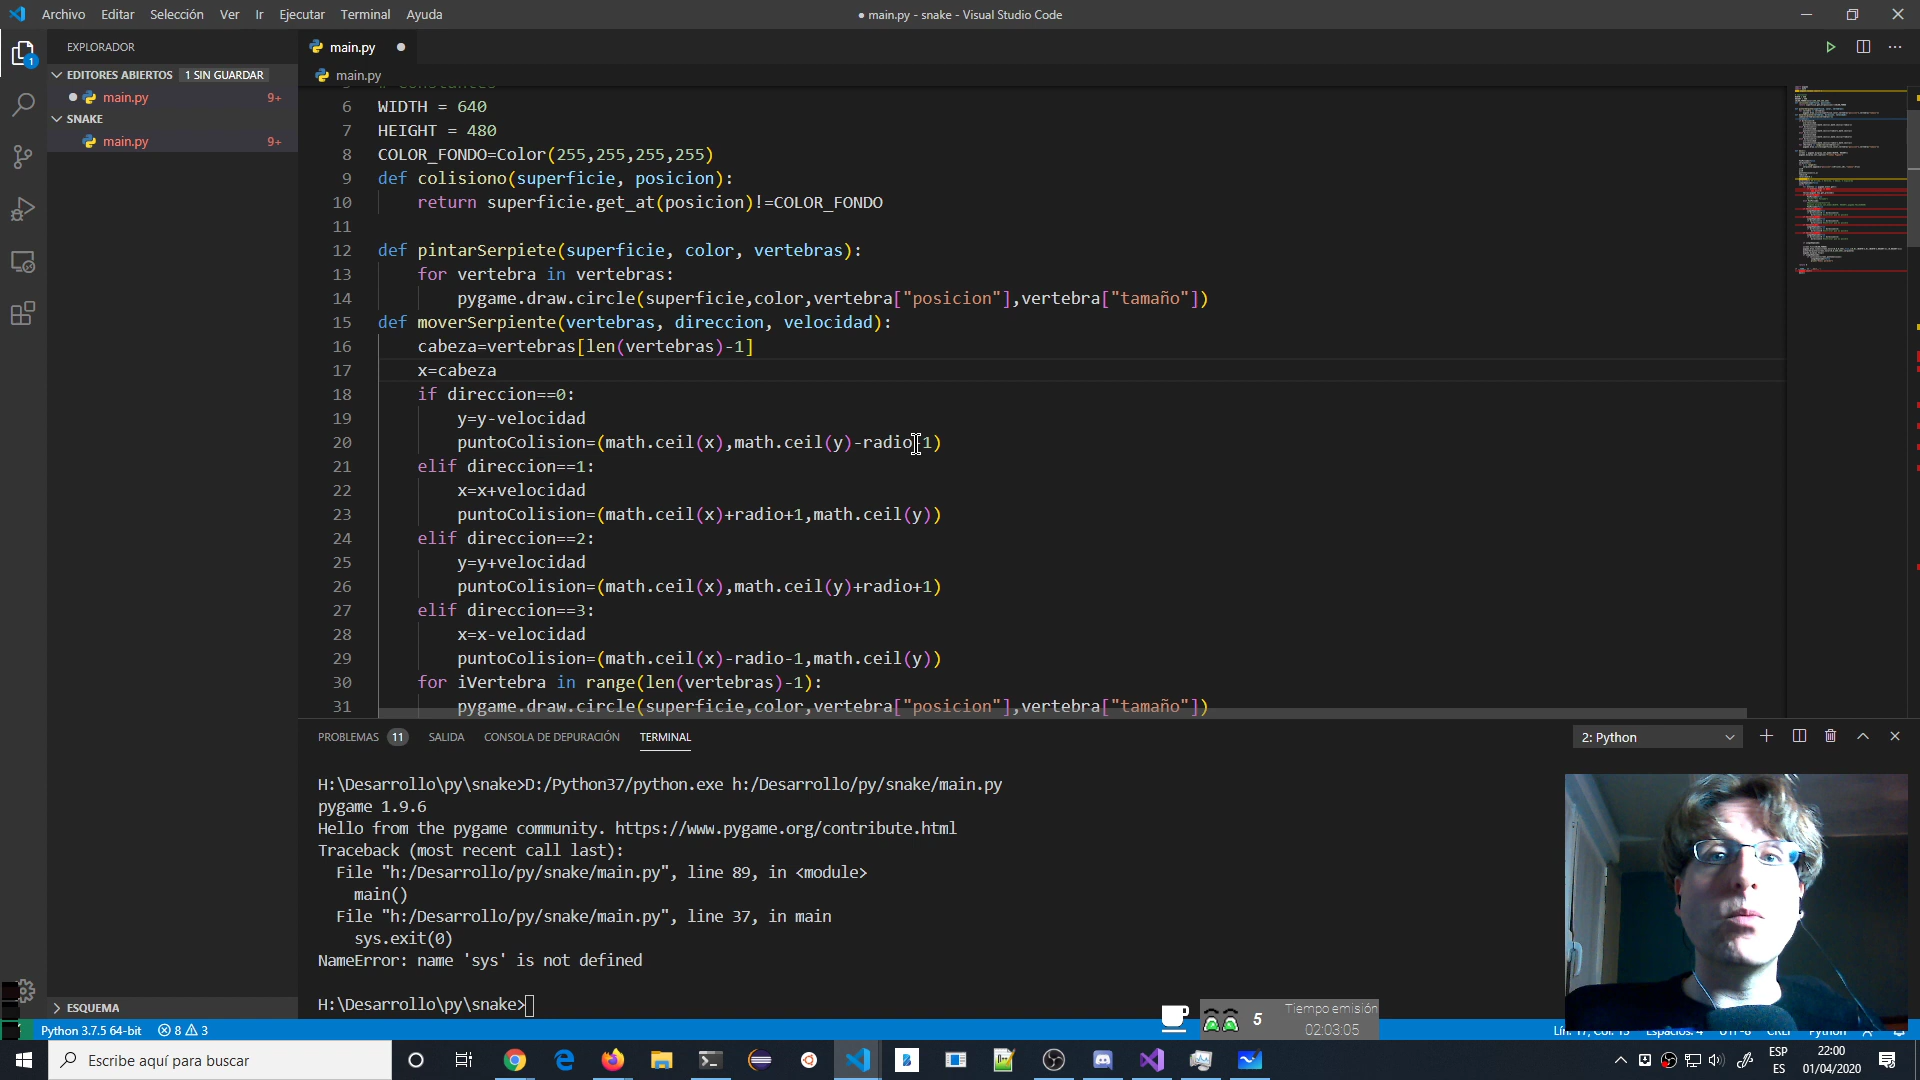 Archivo Editar Selección Ver Ir Ejecutar Terminal Ayuda
● main.py - snake - Visual Studio Code
EXPLORADOR
EDITORES ABIERTOS 1 SIN GUARDAR
main.py 9+
SNAKE
main.py 9+
ESQUEMA
main.py
main.py
6 WIDTH = 640
7 HEIGHT = 480
8 COLOR_FONDO=Color(255,255,255,255)
9 def colisiono(superficie, posicion):
10 return superficie.get_at(posicion)!=COLOR_FONDO
11
12 def pintarSerpiete(superficie, color, vertebras):
13 for vertebra in vertebras:
14 pygame.draw.circle(superficie,color,vertebra["posicion"],vertebra["tamaño"])
15 def moverSerpiente(vertebras, direccion, velocidad):
16 cabeza=vertebras[len(vertebras)-1]
17 x=cabeza
18 if direccion==0:
19 y=y-velocidad
20 puntoColision=(math.ceil(x),math.ceil(y)-radio-1)
21 elif direccion==1:
22 x=x+velocidad
23 puntoColision=(math.ceil(x)+radio+1,math.ceil(y))
24 elif direccion==2:
25 y=y+velocidad
26 puntoColision=(math.ceil(x),math.ceil(y)+radio+1)
27 elif direccion==3:
28 x=x-velocidad
29 puntoColision=(math.ceil(x)-radio-1,math.ceil(y))
30 for iVertebra in range(len(vertebras)-1):
31 pygame.draw.circle(superficie,color,vertebra["posicion"],vertebra["tamaño"])
PROBLEMAS 11 SALIDA CONSOLA DE DEPURACIÓN TERMINAL
2: Python
H:\Desarrollo\py\snake>D:/Python37/python.exe h:/Desarrollo/py/snake/main.py
pygame 1.9.6
Hello from the pygame community. https://www.pygame.org/contribute.html
Traceback (most recent call last):
File "h:/Desarrollo/py/snake/main.py", line 89, in <module>
main()
File "h:/Desarrollo/py/snake/main.py", line 37, in main
sys.exit(0)
NameError: name 'sys' is not defined
H:\Desarrollo\py\snake>
5
Tiempo emisión
02:03:05
Python 3.7.5 64-bit 8 3
Escribe aquí para buscar
ESP
ES
22:00
01/04/2020